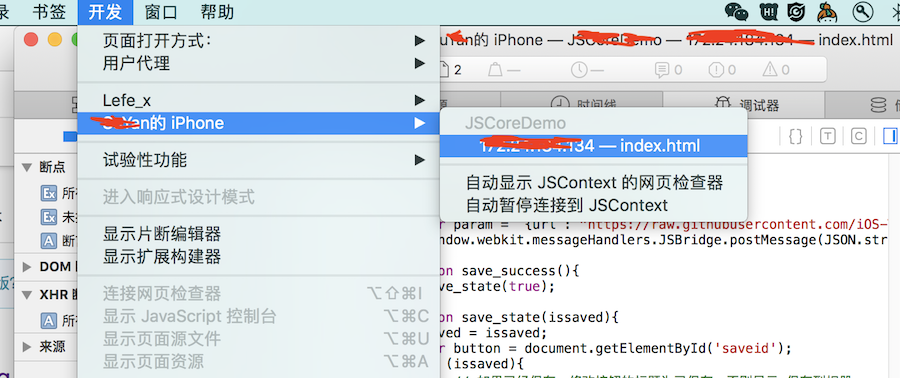 录 书签 开发 窗口 帮助
的 iPhone — — — index.html
页面打开方式：
用户代理
2 — — 0 0 0
Lefe_x
的 iPhone
试验性功能
进入响应式设计模式
显示片断编辑器
显示扩展构建器
连接网页检查器 ⌥⇧⌘I
显示 JavaScript 控制台 ⌥⌘C
显示页面源文件 ⌥⌘U
显示页面资源 ⌥⌘A
JSCoreDemo
— index.html
自动显示 JSContext 的网页检查器
自动暂停连接到 JSContext
源 时间线 调试器
{} T C
断点
Ex 所
Ex 未
A 断
DOM
XHR 断
A 所
来源
r param = '{url : "https://raw.githubusercontent.com/iOS-
ndow.webkit.messageHandlers.JSBridge.postMessage(JSON.str
on save_success(){
ve_state(true);
on save_state(issaved){
ved = issaved;
r button = document.getElementById('saveid');
(issaved){